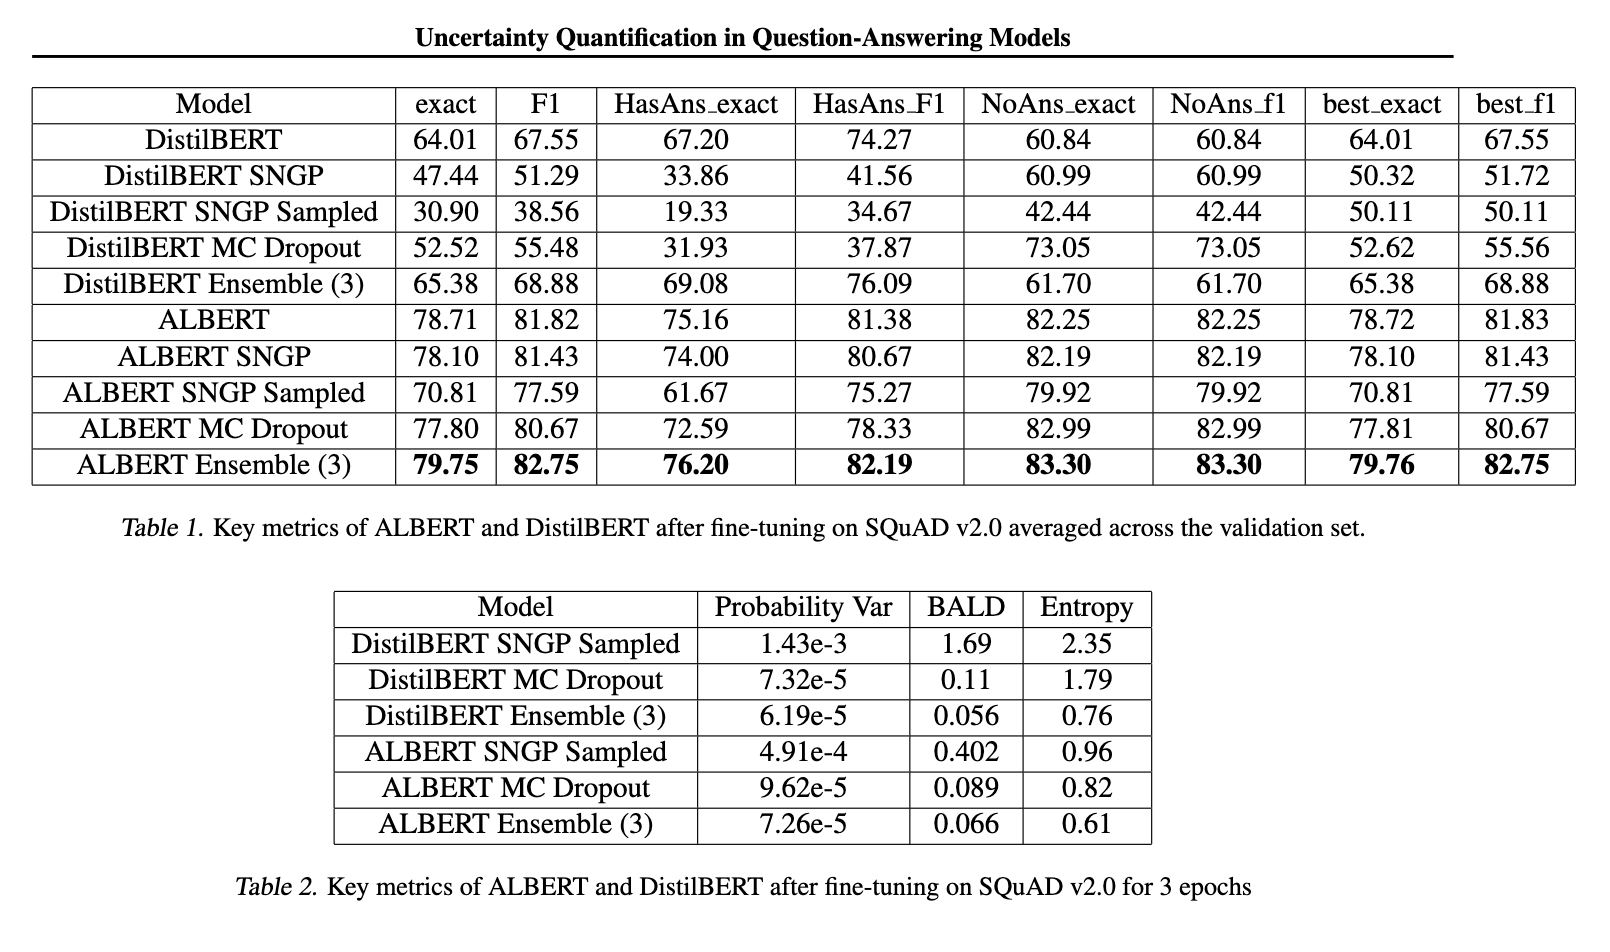 Uncertainty Quantification in Question-Answering Models
Model exact F1 HasAns_exact HasAns_F1 NoAns_exact NoAns_f1 best_exact best_f1
DistilBERT 64.01 67.55 67.20 74.27 60.84 60.84 64.01 67.55
DistilBERT SNGP 47.44 51.29 33.86 41.56 60.99 60.99 50.32 51.72
DistilBERT SNGP Sampled 30.90 38.56 19.33 34.67 42.44 42.44 50.11 50.11
DistilBERT MC Dropout 52.52 55.48 31.93 37.87 73.05 73.05 52.62 55.56
DistilBERT Ensemble (3) 65.38 68.88 69.08 76.09 61.70 61.70 65.38 68.88
ALBERT 78.71 81.82 75.16 81.38 82.25 82.25 78.72 81.83
ALBERT SNGP 78.10 81.43 74.00 80.67 82.19 82.19 78.10 81.43
ALBERT SNGP Sampled 70.81 77.59 61.67 75.27 79.92 79.92 70.81 77.59
ALBERT MC Dropout 77.80 80.67 72.59 78.33 82.99 82.99 77.81 80.67
ALBERT Ensemble (3) 79.75 82.75 76.20 82.19 83.30 83.30 79.76 82.75
Table 1. Key metrics of ALBERT and DistilBERT after fine-tuning on SQuAD v2.0 averaged across the validation set.
Model Probability Var BALD Entropy
DistilBERT SNGP Sampled 1.43e-3 1.69 2.35
DistilBERT MC Dropout 7.32e-5 0.11 1.79
DistilBERT Ensemble (3) 6.19e-5 0.056 0.76
ALBERT SNGP Sampled 4.91e-4 0.402 0.96
ALBERT MC Dropout 9.62e-5 0.089 0.82
ALBERT Ensemble (3) 7.26e-5 0.066 0.61
Table 2. Key metrics of ALBERT and DistilBERT after fine-tuning on SQuAD v2.0 for 3 epochs